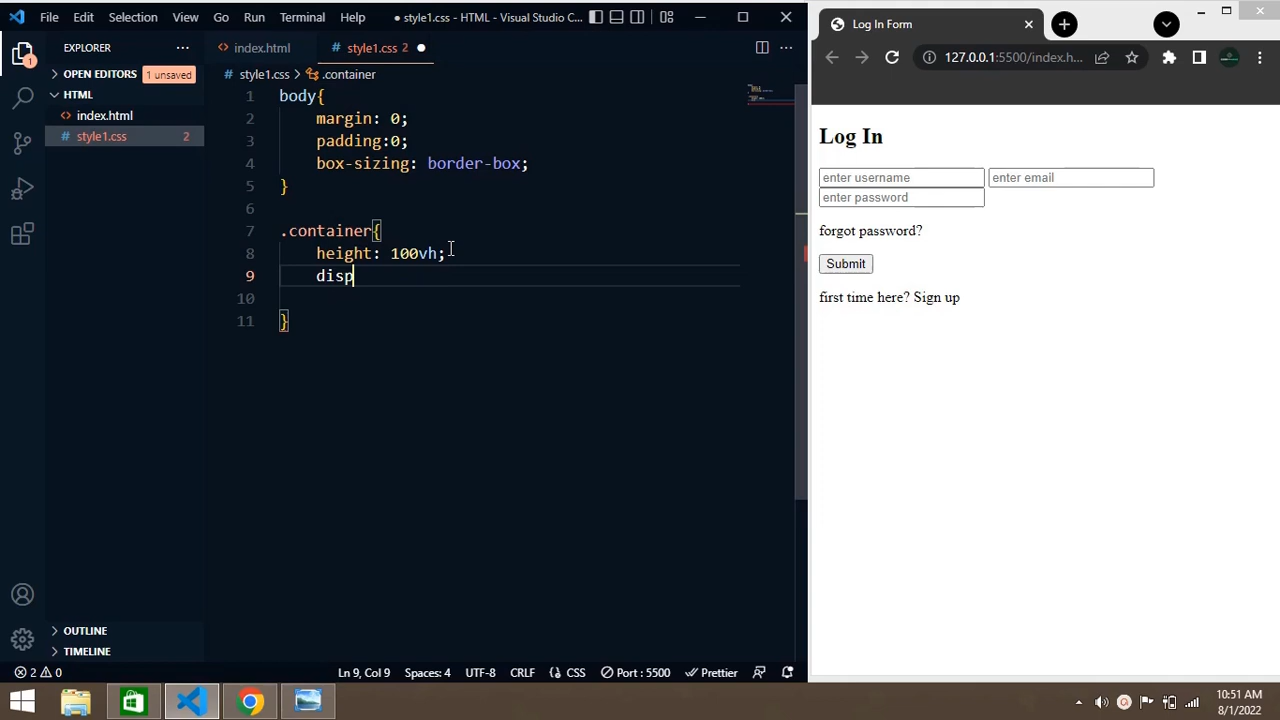 File Edit Selection View Go Run Terminal Help ● style1.css - HTML - Visual Studio C...
Log In Form
EXPLORER
index.html
style1.css 2
127.0.0.1:5500/index.h...
OPEN EDITORS 1 unsaved
HTML
index.html
style1.css 2
style1.css > .container
1 body{
2 margin: 0;
3 padding:0;
4 box-sizing: border-box;
5 }
6
7 .container{
8 height: 100vh;
9 disp
10
11 }
Log In
enter username enter email
enter password
forgot password?
Submit
first time here? Sign up
1
OUTLINE
TIMELINE
2 0 Ln 9, Col 9 Spaces: 4 UTF-8 CRLF {} CSS Port : 5500 Prettier
10:51 AM
8/1/2022